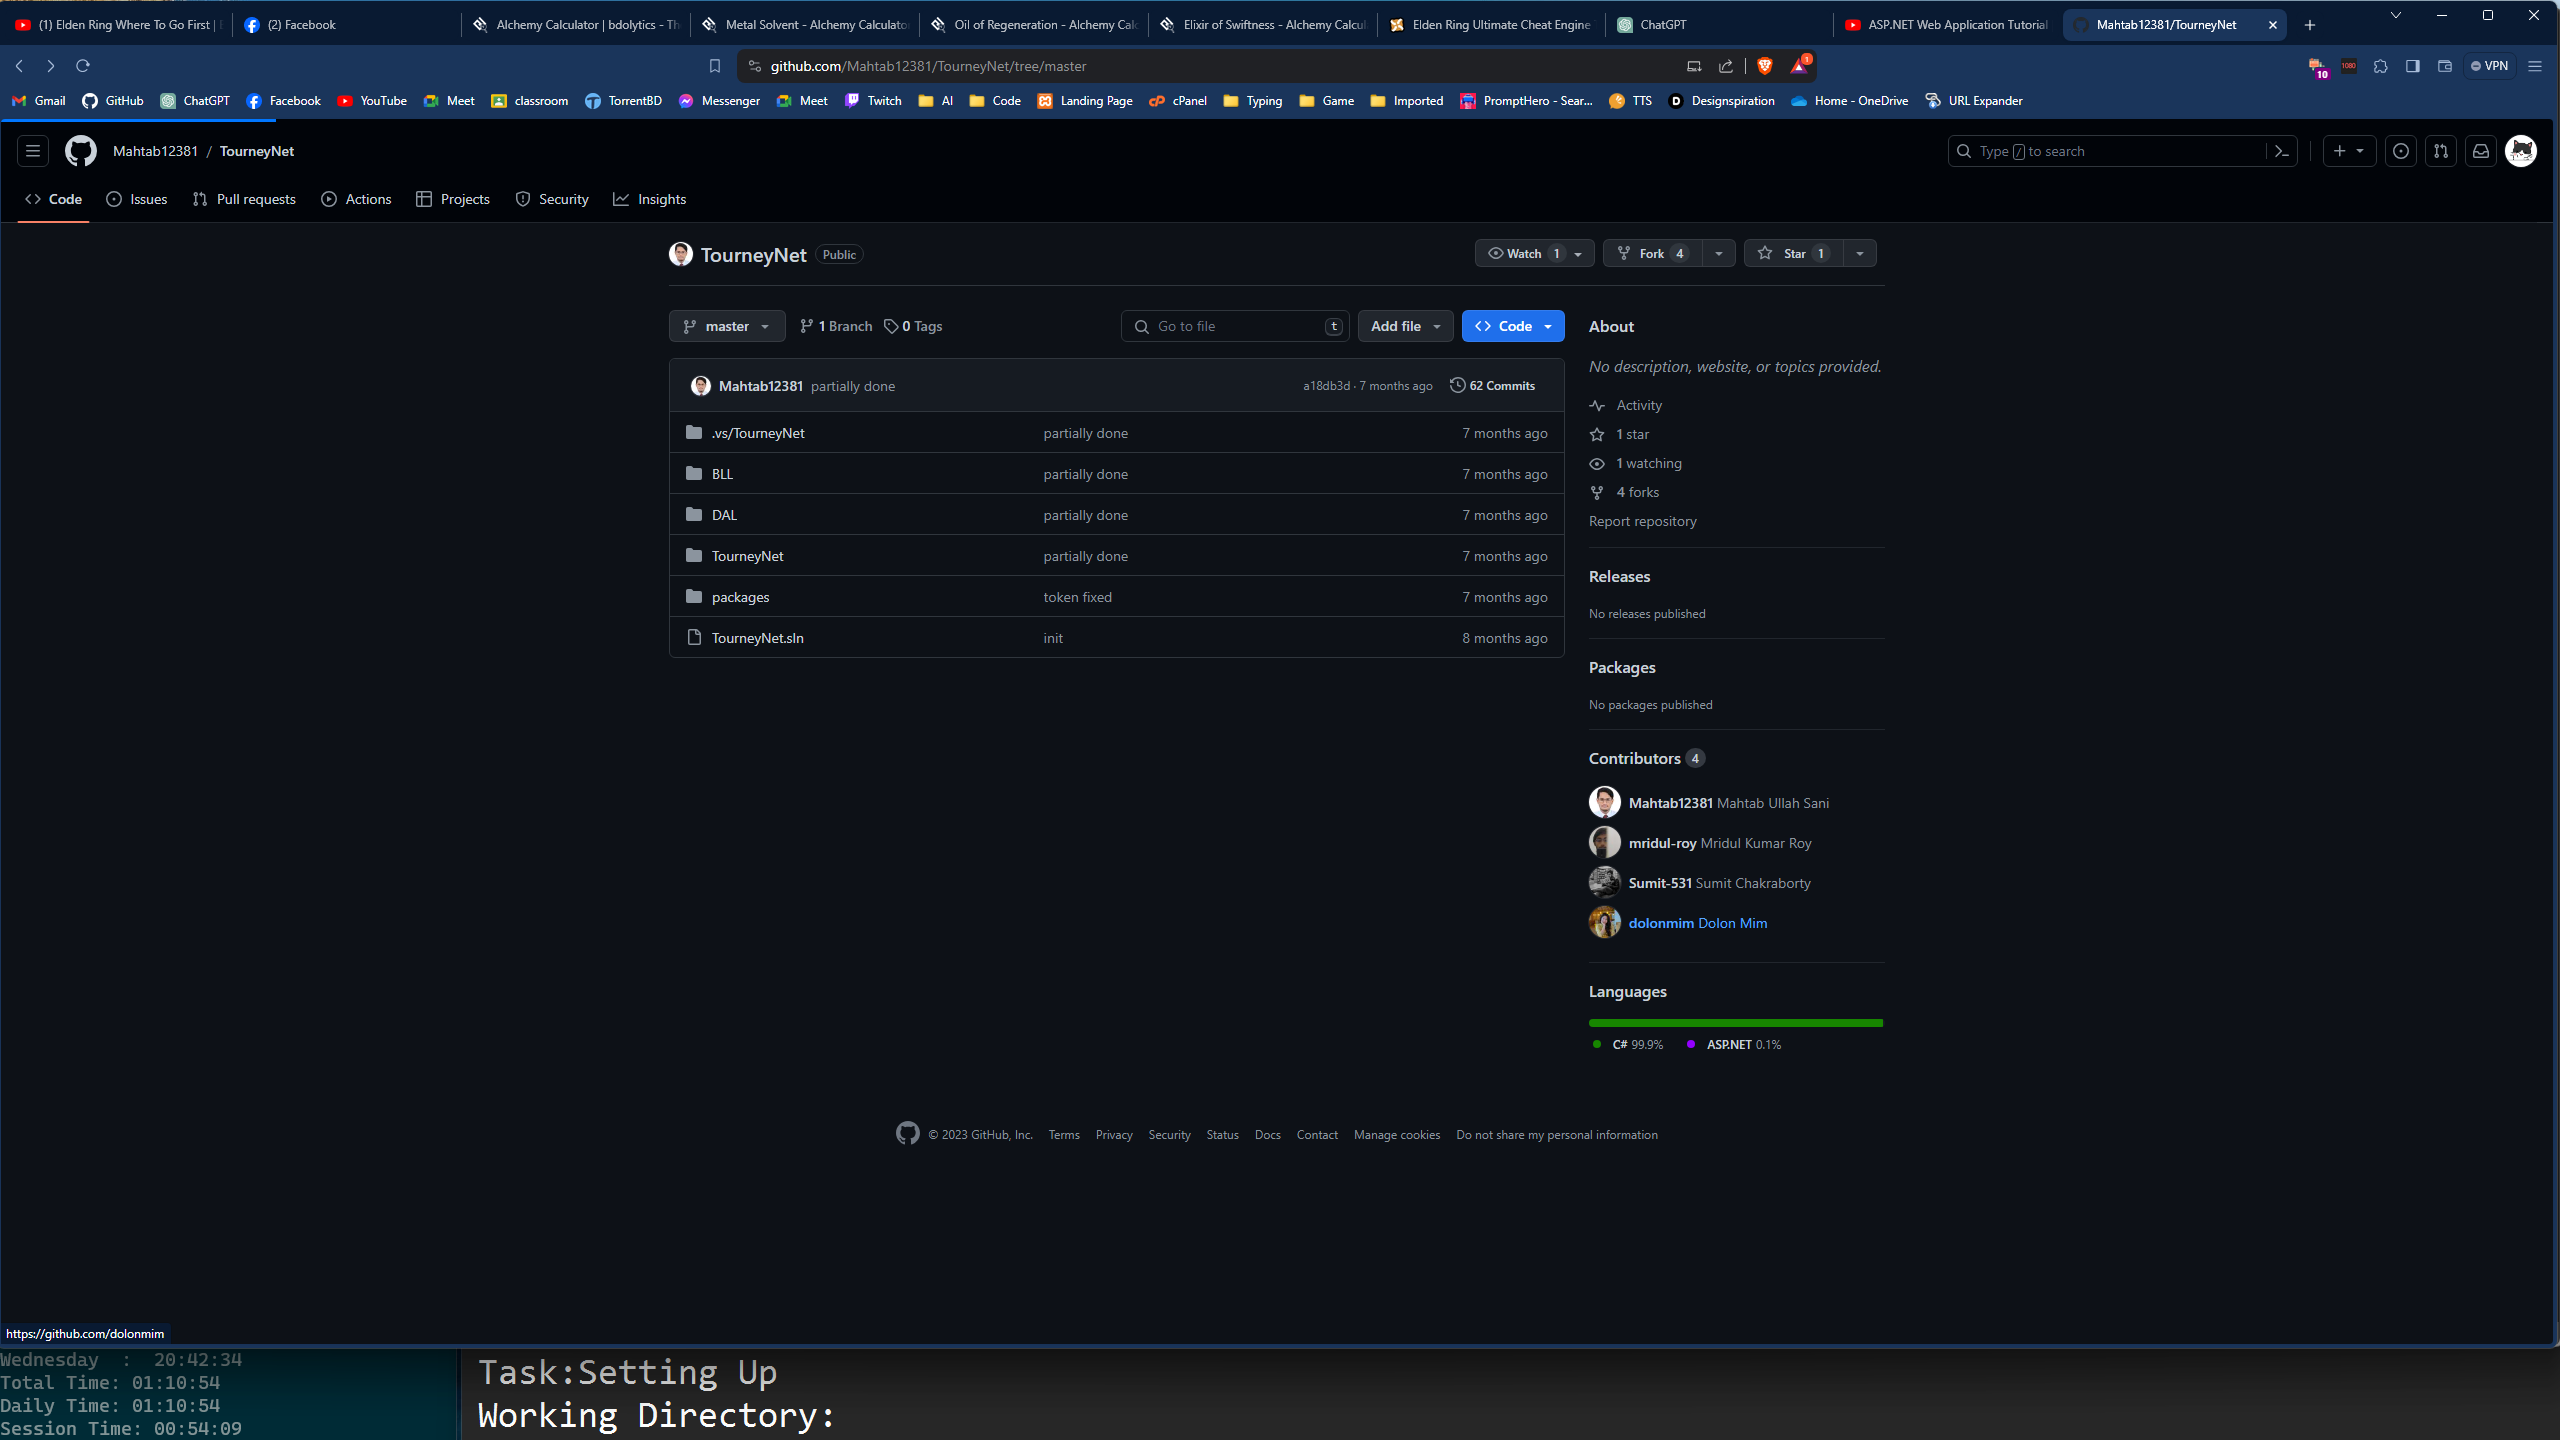 (1) Elden Ring Where To Go First |
(2) Facebook
Alchemy Calculator | bdolytics - Th
Metal Solvent - Alchemy Calculator
Oil of Regeneration - Alchemy Calc
Elixir of Swiftness - Alchemy Calcul
Elden Ring Ultimate Cheat Engine
ChatGPT
ASP.NET Web Application Tutorial
Mahtab12381/TourneyNet
github.com/Mahtab12381/TourneyNet/tree/master
1
10
1080
VPN
Gmail
GitHub
ChatGPT
Facebook
YouTube
Meet
classroom
TorrentBD
Messenger
Meet
Twitch
AI
Code
Landing Page
cPanel
Typing
Game
Imported
PromptHero - Sear...
TTS
Designspiration
Home - OneDrive
URL Expander
Mahtab12381 / TourneyNet
Type / to search
Code
Issues
Pull requests
Actions
Projects
Security
Insights
TourneyNet Public
Watch 1
Fork 4
Star 1
master
1 Branch
0 Tags
Go to file t
Add file
Code
Mahtab12381 partially done a18db3d · 7 months ago 62 Commits
.vs/TourneyNet partially done 7 months ago
BLL partially done 7 months ago
DAL partially done 7 months ago
TourneyNet partially done 7 months ago
packages token fixed 7 months ago
TourneyNet.sln init 8 months ago
About
No description, website, or topics provided.
Activity
1 star
1 watching
4 forks
Report repository
Releases
No releases published
Packages
No packages published
Contributors 4
Mahtab12381 Mahtab Ullah Sani
mridul-roy Mridul Kumar Roy
Sumit-531 Sumit Chakraborty
dolonmim Dolon Mim
Languages
C# 99.9% ASP.NET 0.1%
© 2023 GitHub, Inc. Terms Privacy Security Status Docs Contact Manage cookies Do not share my personal information
https://github.com/dolonmim
Wednesday : 20:42:34
Total Time: 01:10:54
Daily Time: 01:10:54
Session Time: 00:54:09
Task:Setting Up
Working Directory: